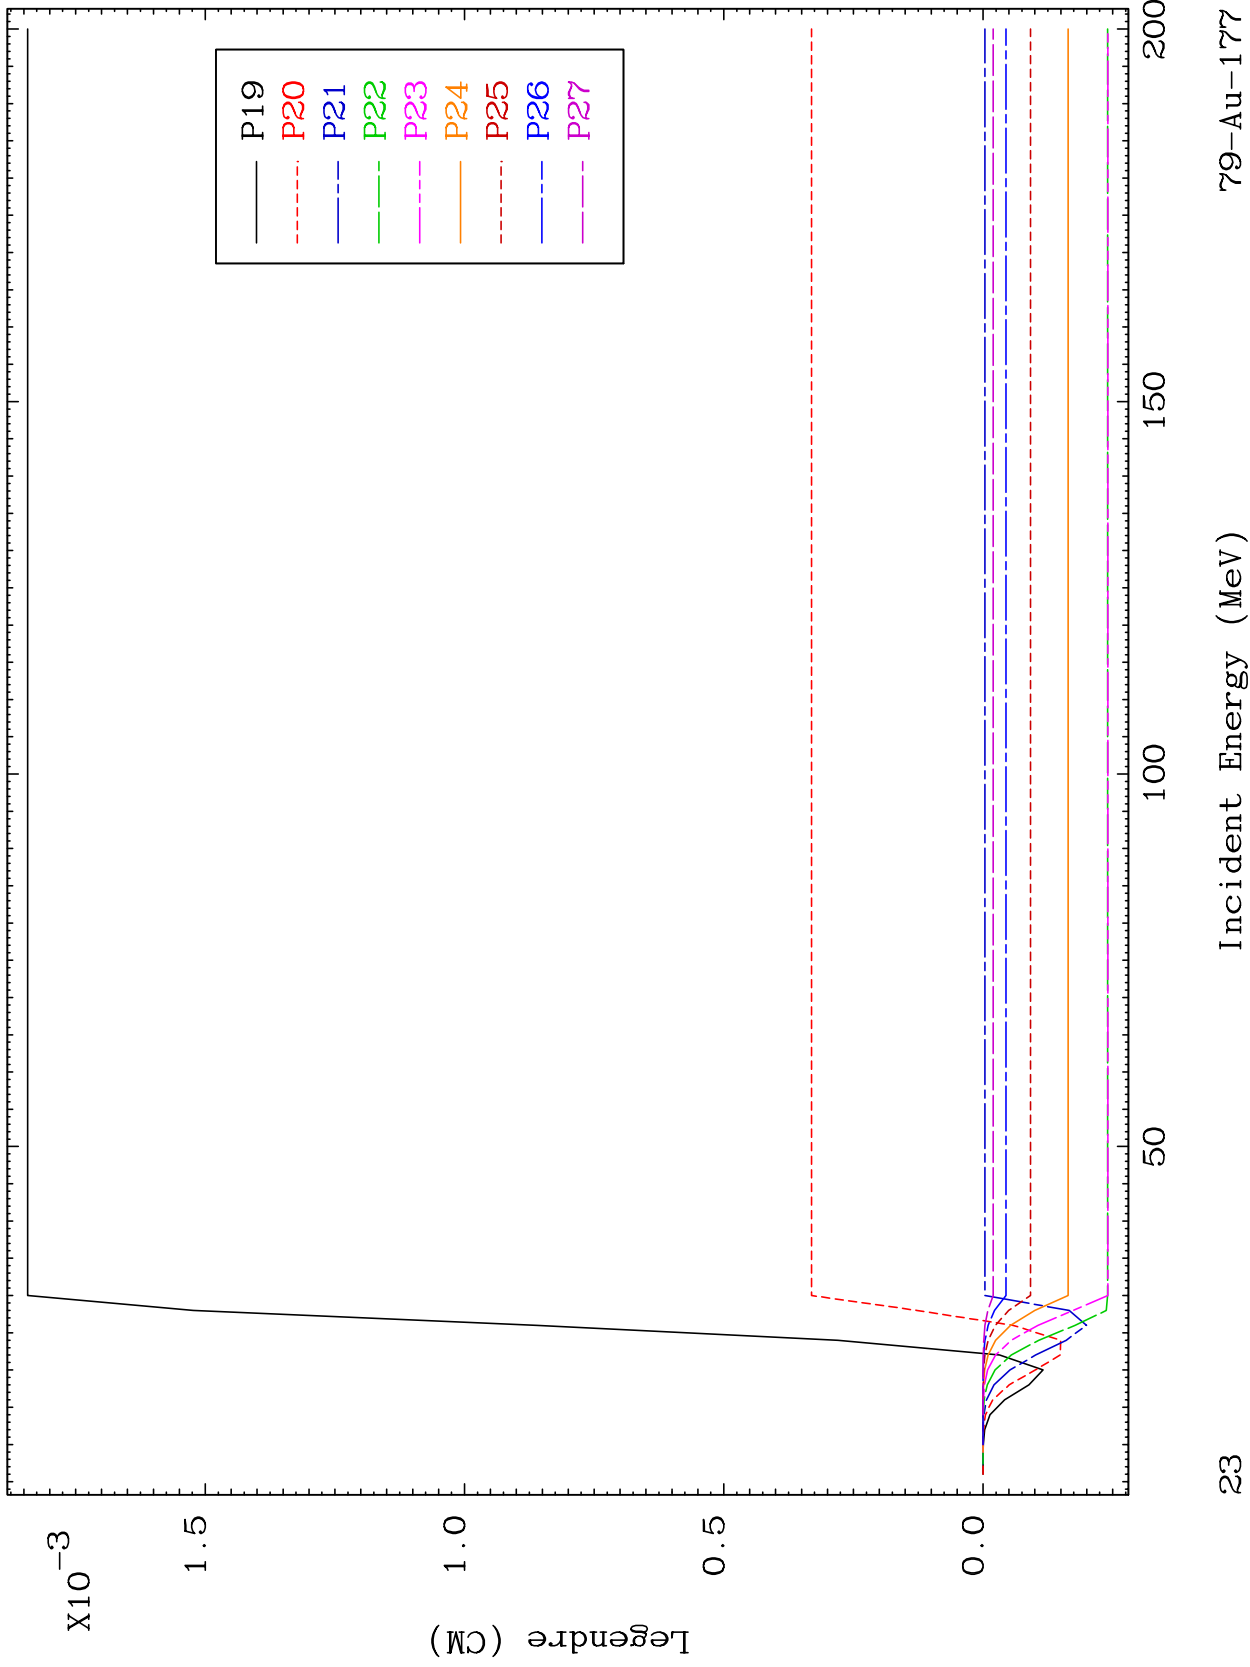 X10-3
1.5
1.0
0.5
0.0
Legendre (CM)
P19
P20
P21
P22
P23
P24
P25
P26
P27
50
100
150
200
23
Incident Energy (MeV)
79-Au-177